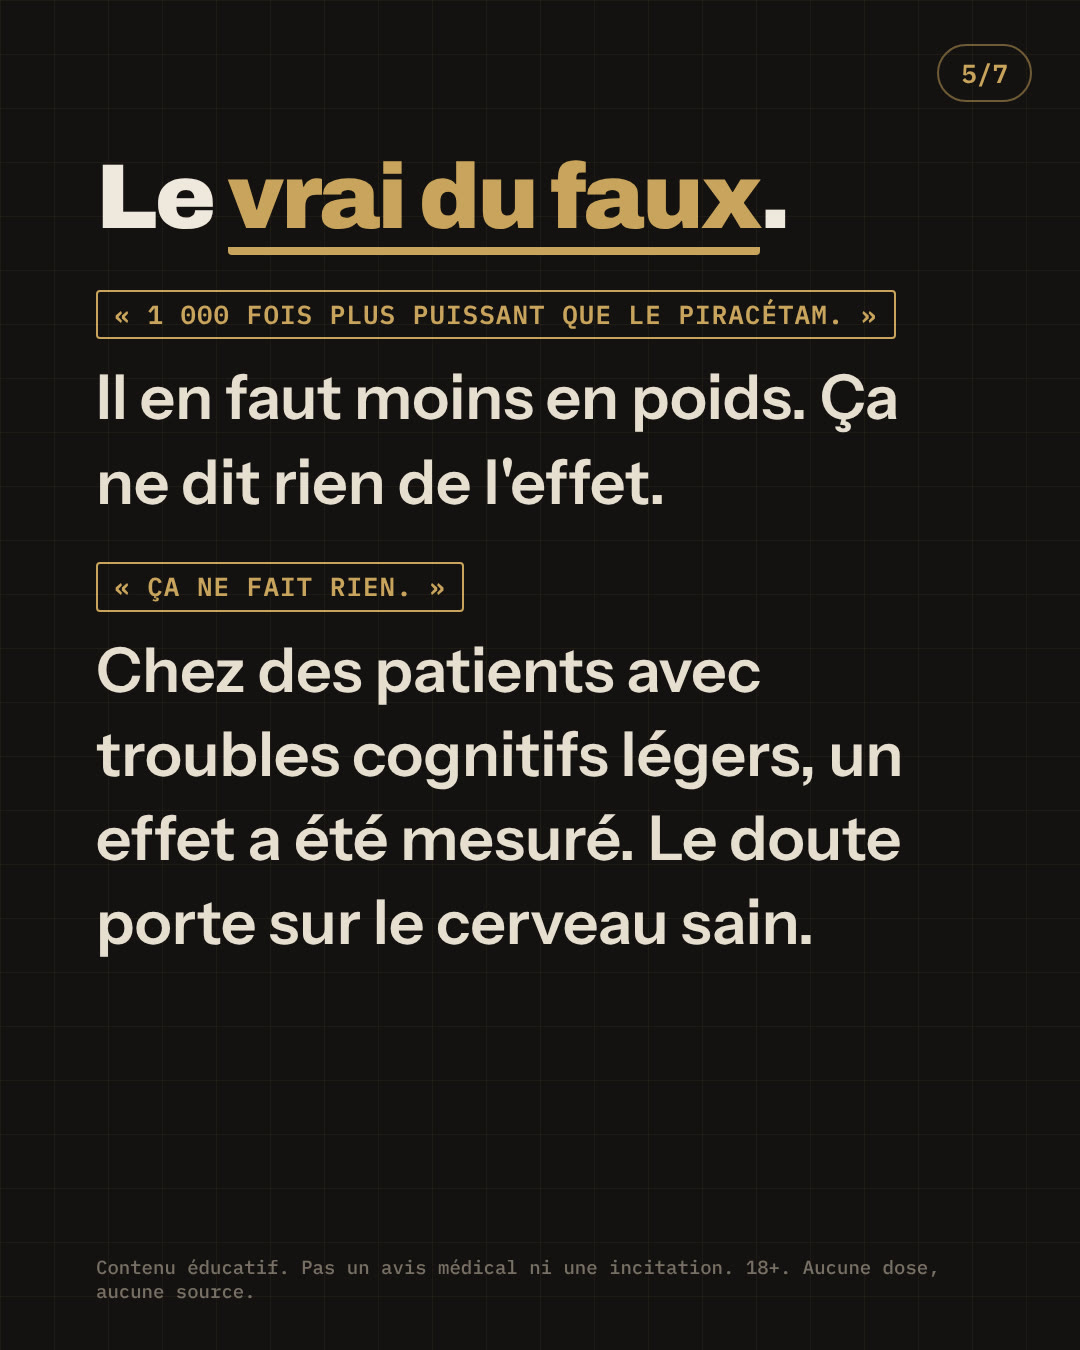 5/7
Le vrai du faux.
« 1 000 FOIS PLUS PUISSANT QUE LE PIRACÉTAM. »
Il en faut moins en poids. Ça
ne dit rien de l'effet.
« ÇA NE FAIT RIEN. »
Chez des patients avec
troubles cognitifs légers, un
effet a été mesuré. Le doute
porte sur le cerveau sain.
Contenu éducatif. Pas un avis médical ni une incitation. 18+. Aucune dose,
aucune source.